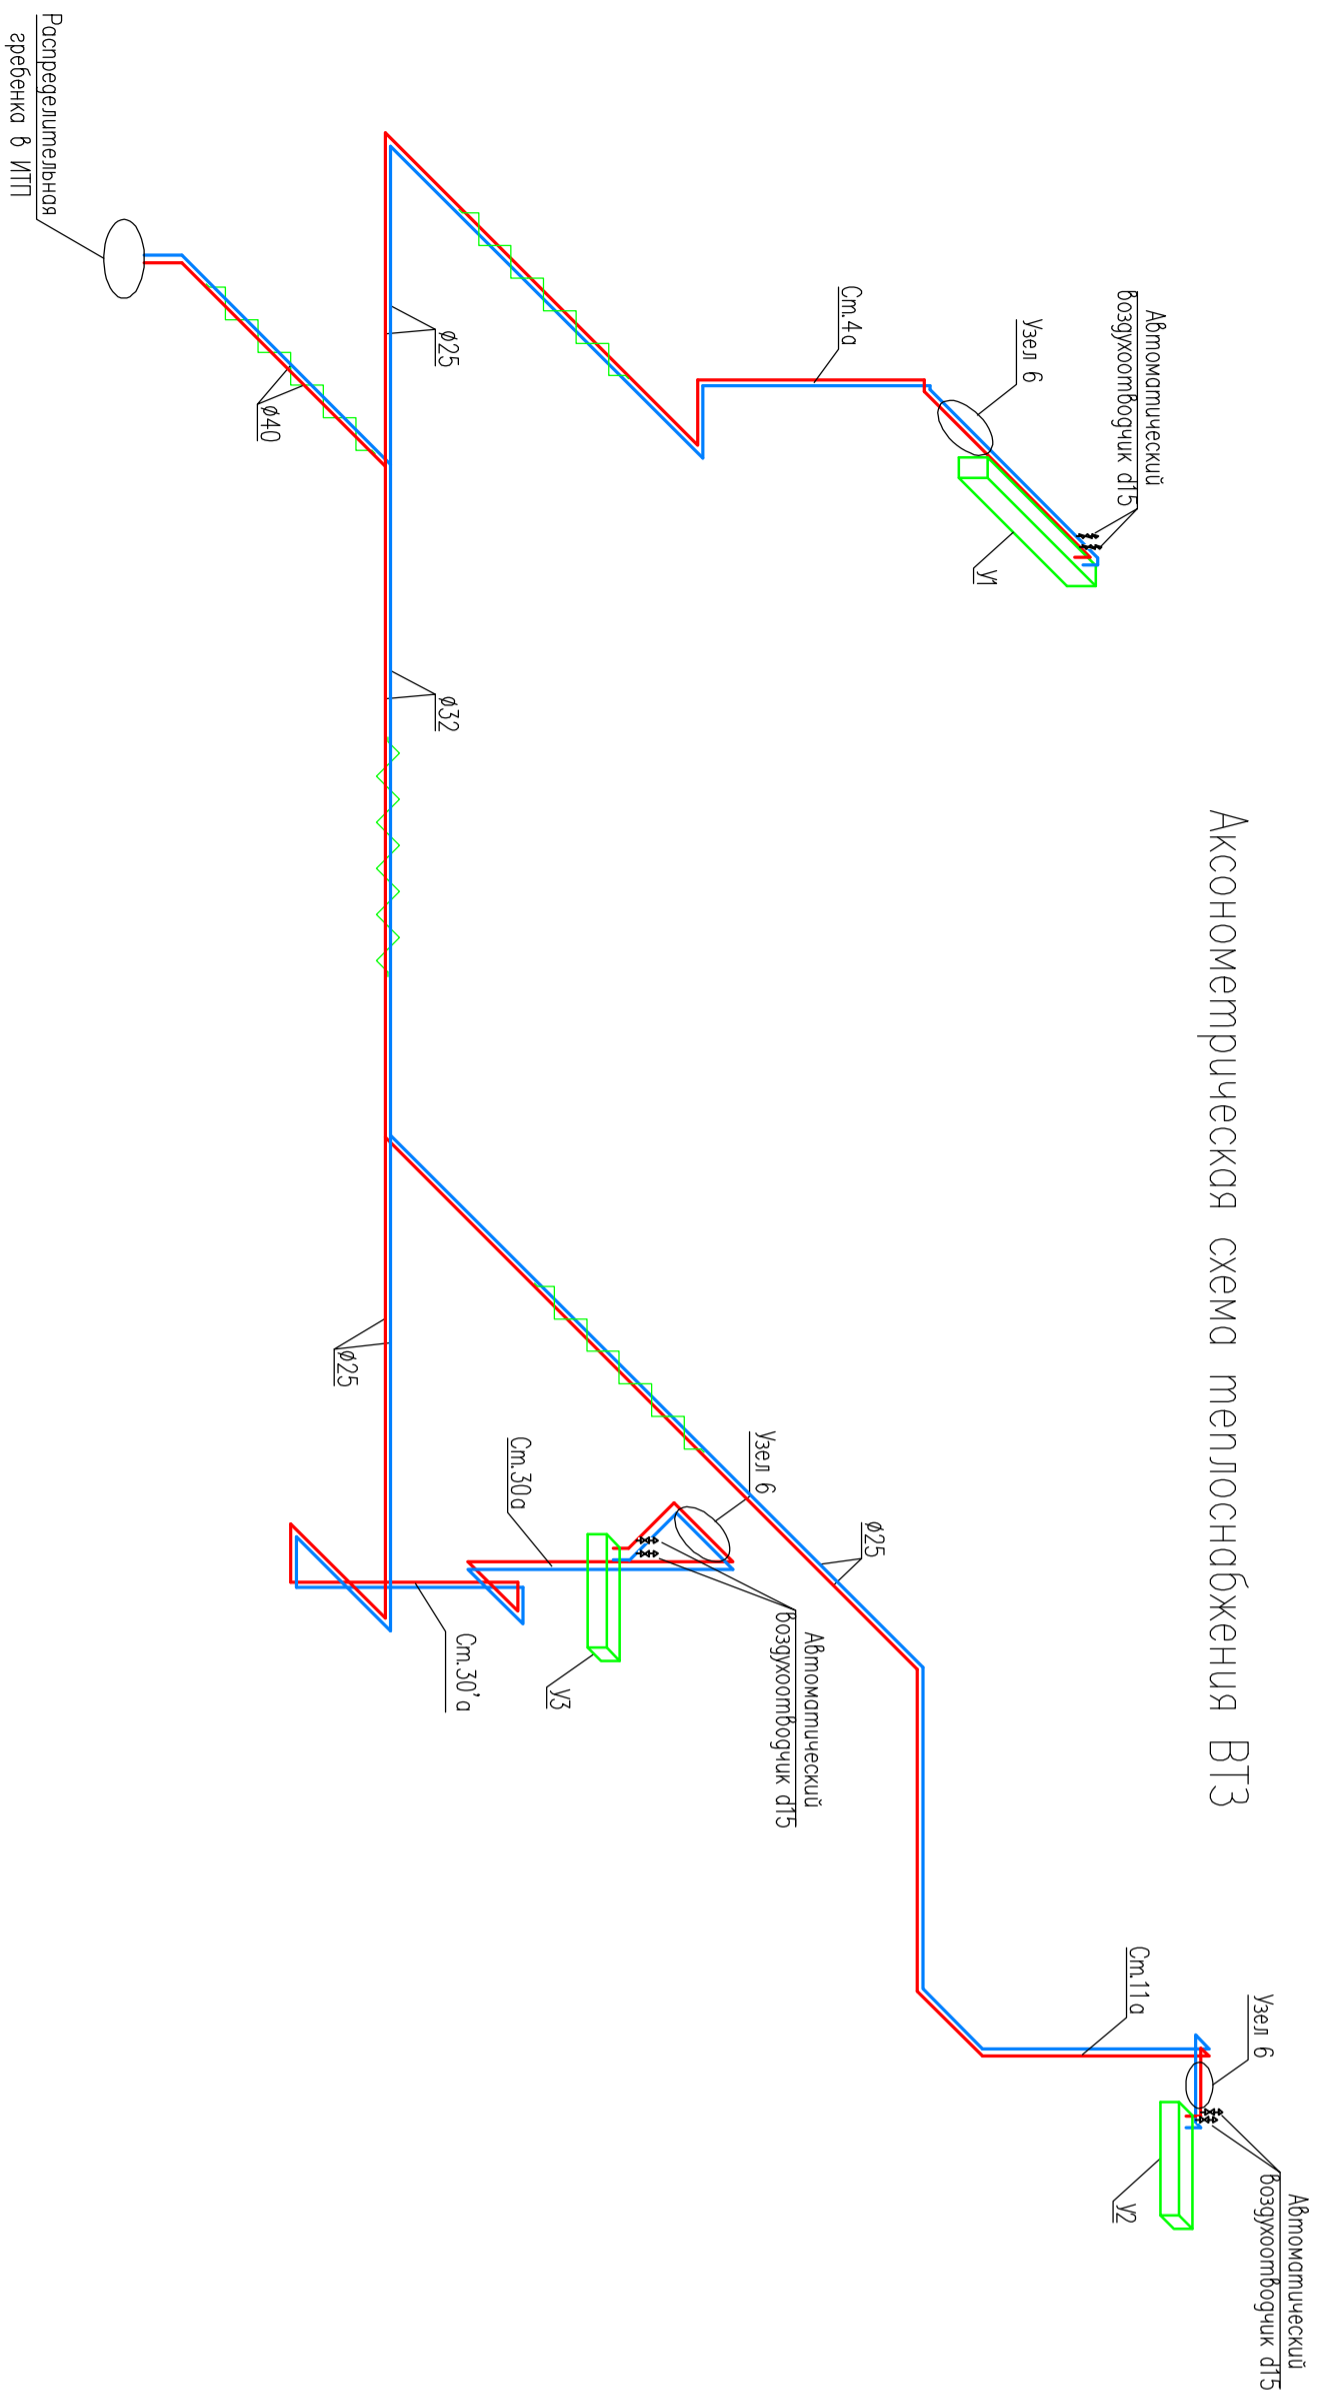 Аксонометрическая схема теплоснабжения ВТЗ
Автоматический
воздухоотводчик d15
Узел 6
Ст.4а
У1
Автоматический
воздухоотводчик d15
Узел 6
Ст.11а
У2
ø25
Узел 6
Автоматический
воздухоотводчик d15
Ст.30а
У3
Ст.30'а
ø25
ø32
ø25
ø40
Распределительная
гребенка в ИТП